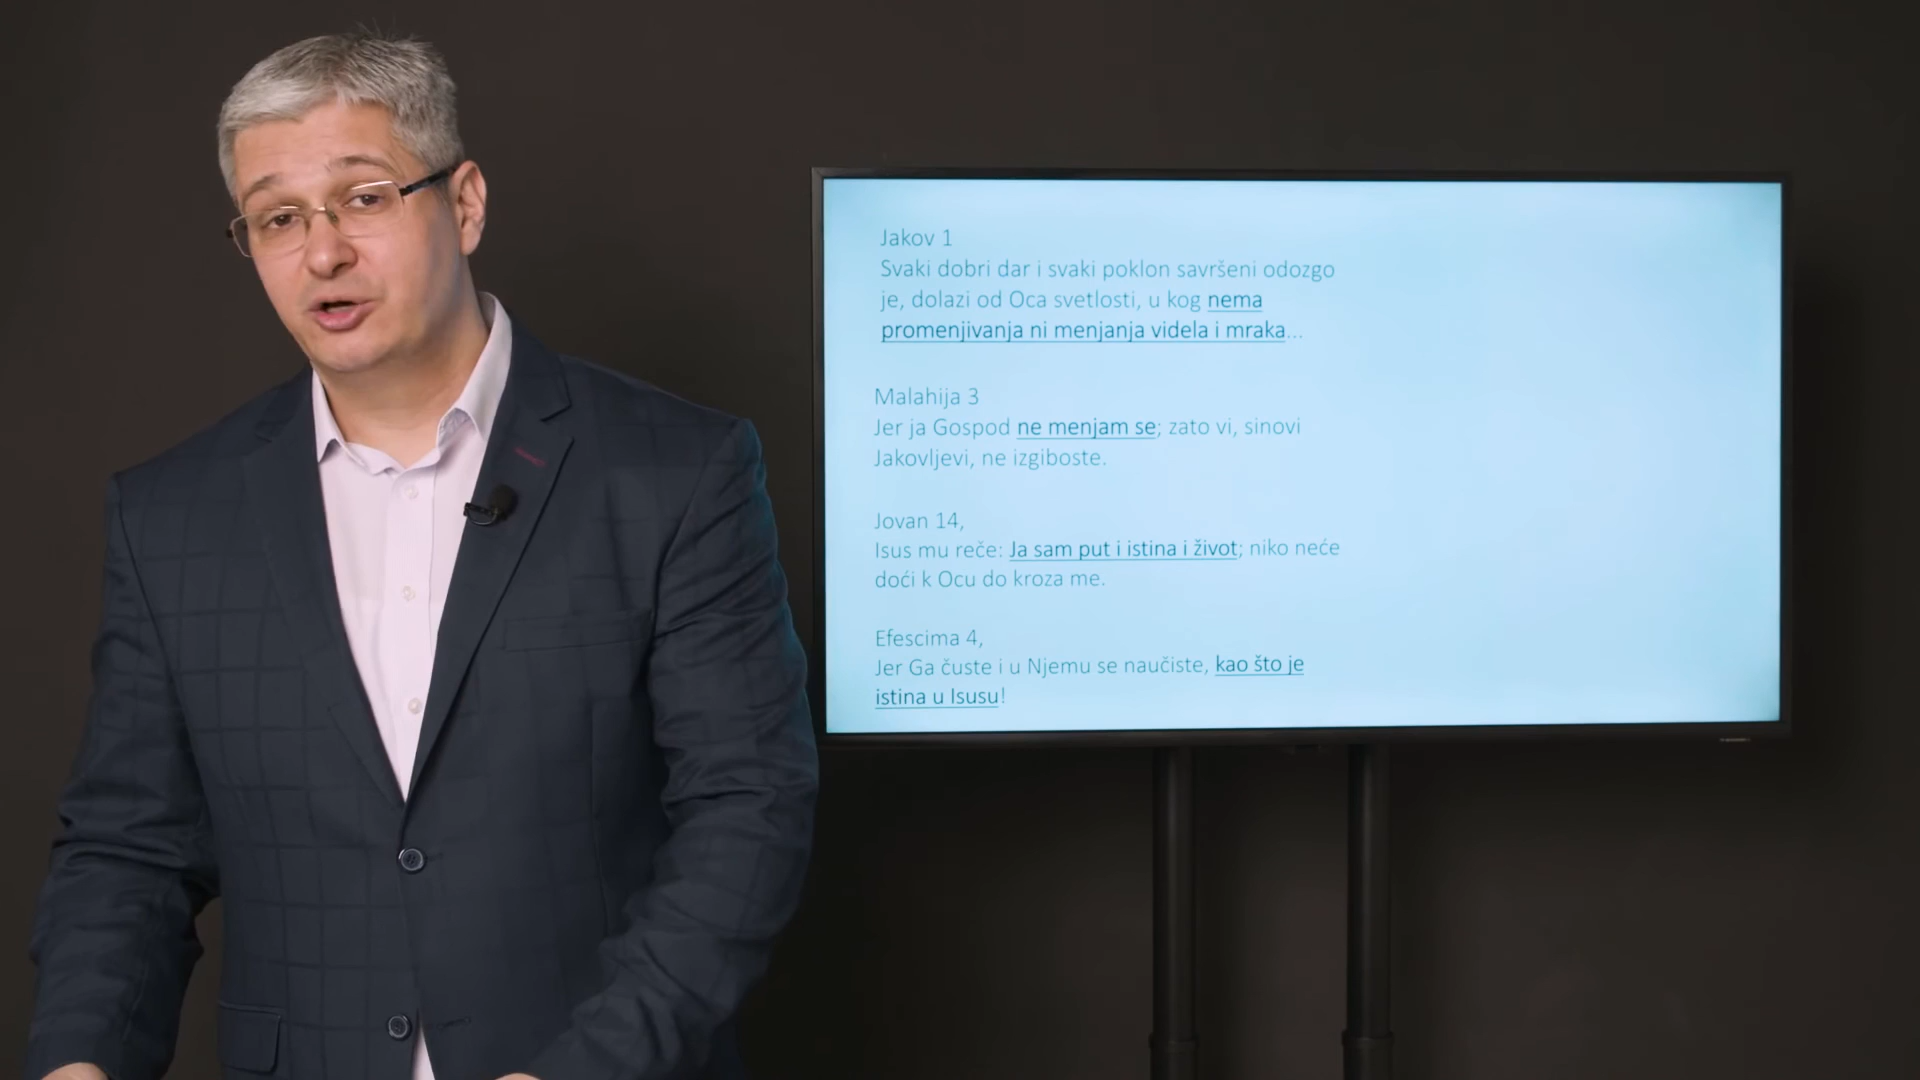 Jakov 1
Svaki dobri dar i svaki poklon savršeni odozgo
je, dolazi od Oca svetlosti, u kog nema
promenjivanja ni menjanja videla i mraka...
Malahija 3
Jer ja Gospod ne menjam se; zato vi, sinovi
Jakovljevi, ne izgiboste.
Jovan 14,
Isus mu reče: Ja sam put i istina i život; niko neće
doći k Ocu do kroza me.
Efescima 4,
Jer Ga čuste i u Njemu se naučiste, kao što je
istina u Isusu!